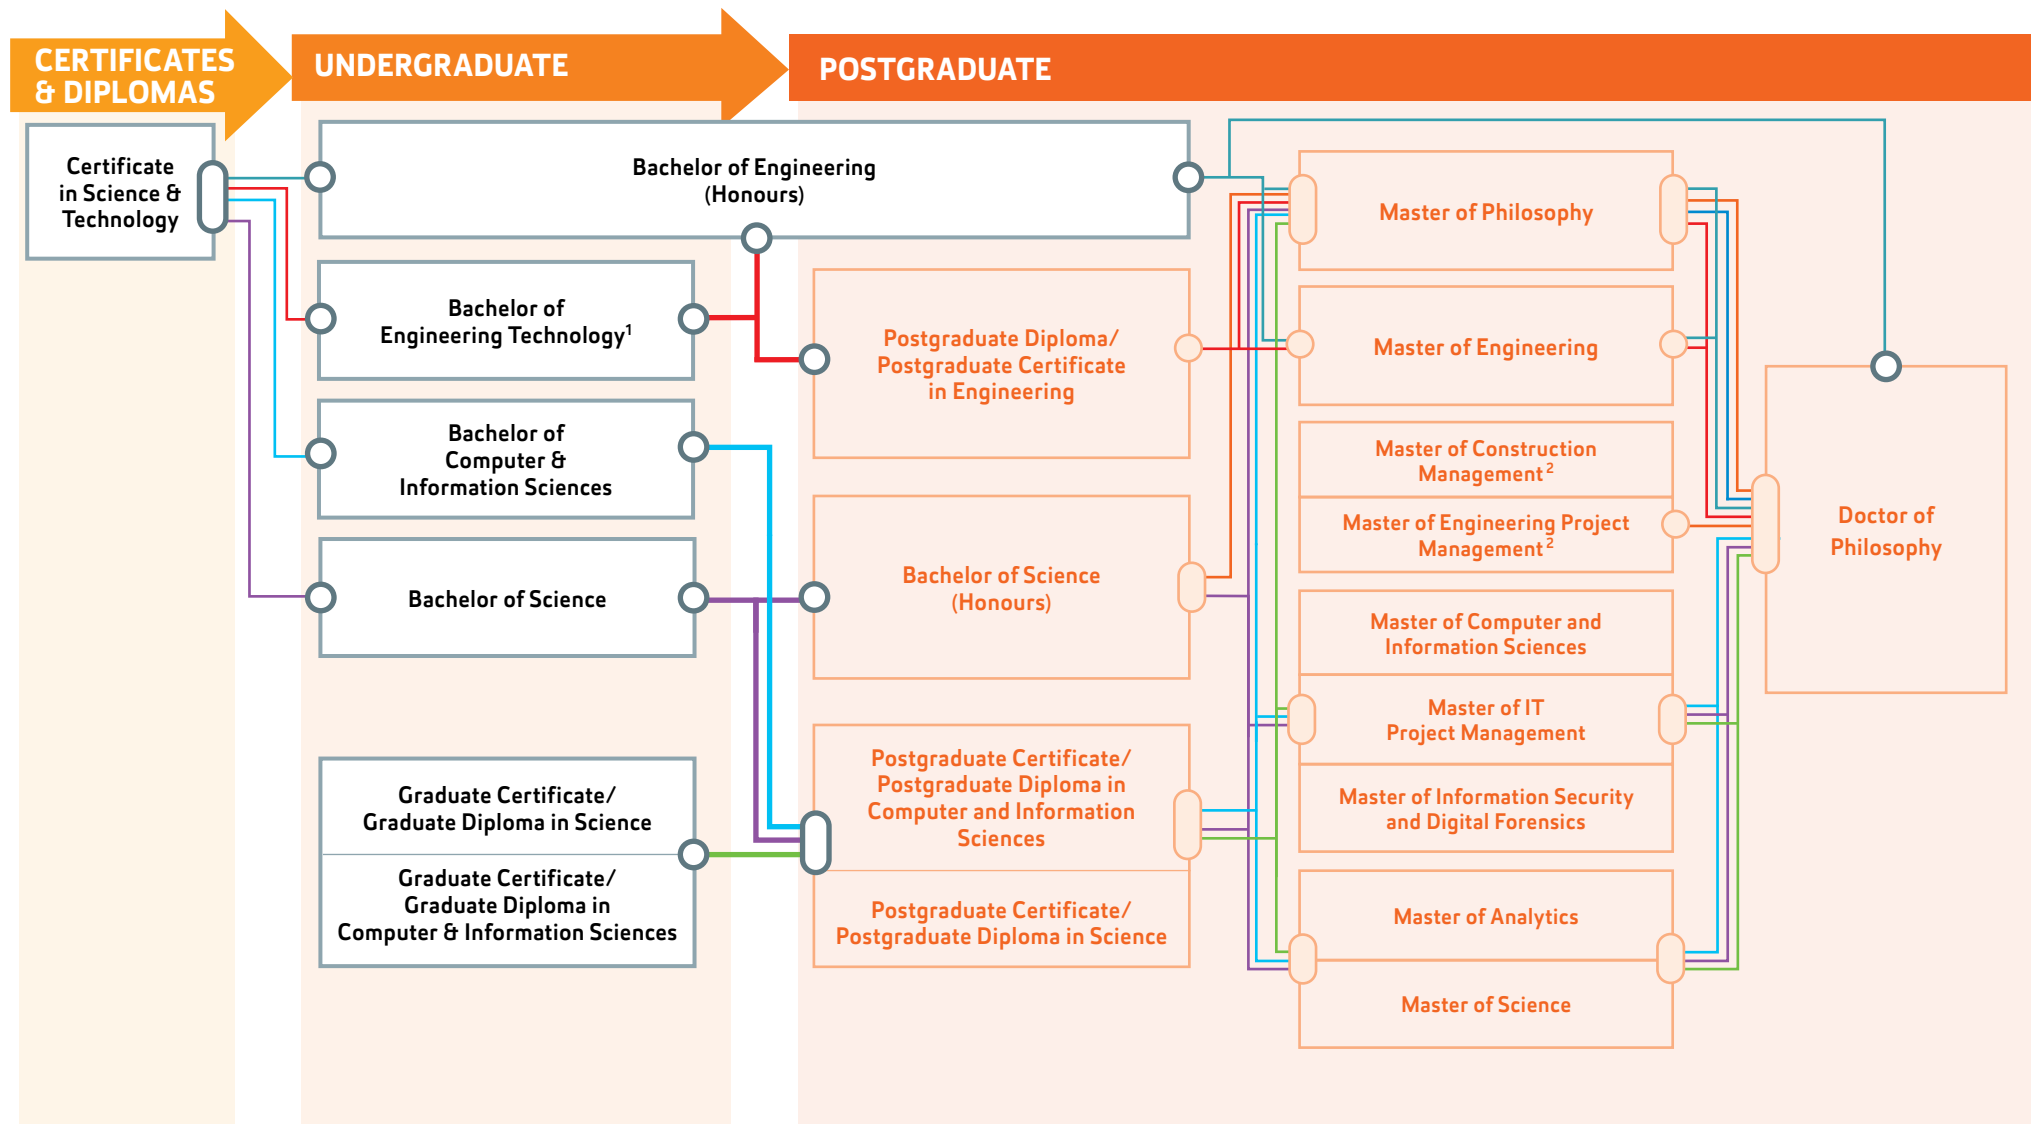 CERTIFICATES
& DIPLOMAS
UNDERGRADUATE
POSTGRADUATE
Certificate
in Science &
Technology
Bachelor of Engineering
(Honours)
Bachelor of
Engineering Technology¹
Bachelor of
Computer &
Information Sciences
Bachelor of Science
Graduate Certificate/
Graduate Diploma in Science
Graduate Certificate/
Graduate Diploma in
Computer & Information Sciences
Postgraduate Diploma/
Postgraduate Certificate
in Engineering
Bachelor of Science
(Honours)
Postgraduate Certificate/
Postgraduate Diploma in
Computer and Information
Sciences
Postgraduate Certificate/
Postgraduate Diploma in Science
Master of Philosophy
Master of Engineering
Master of Construction
Management²
Master of Engineering Project
Management²
Master of Computer and
Information Sciences
Master of IT
Project Management
Master of Information Security
and Digital Forensics
Master of Analytics
Master of Science
Doctor of
Philosophy